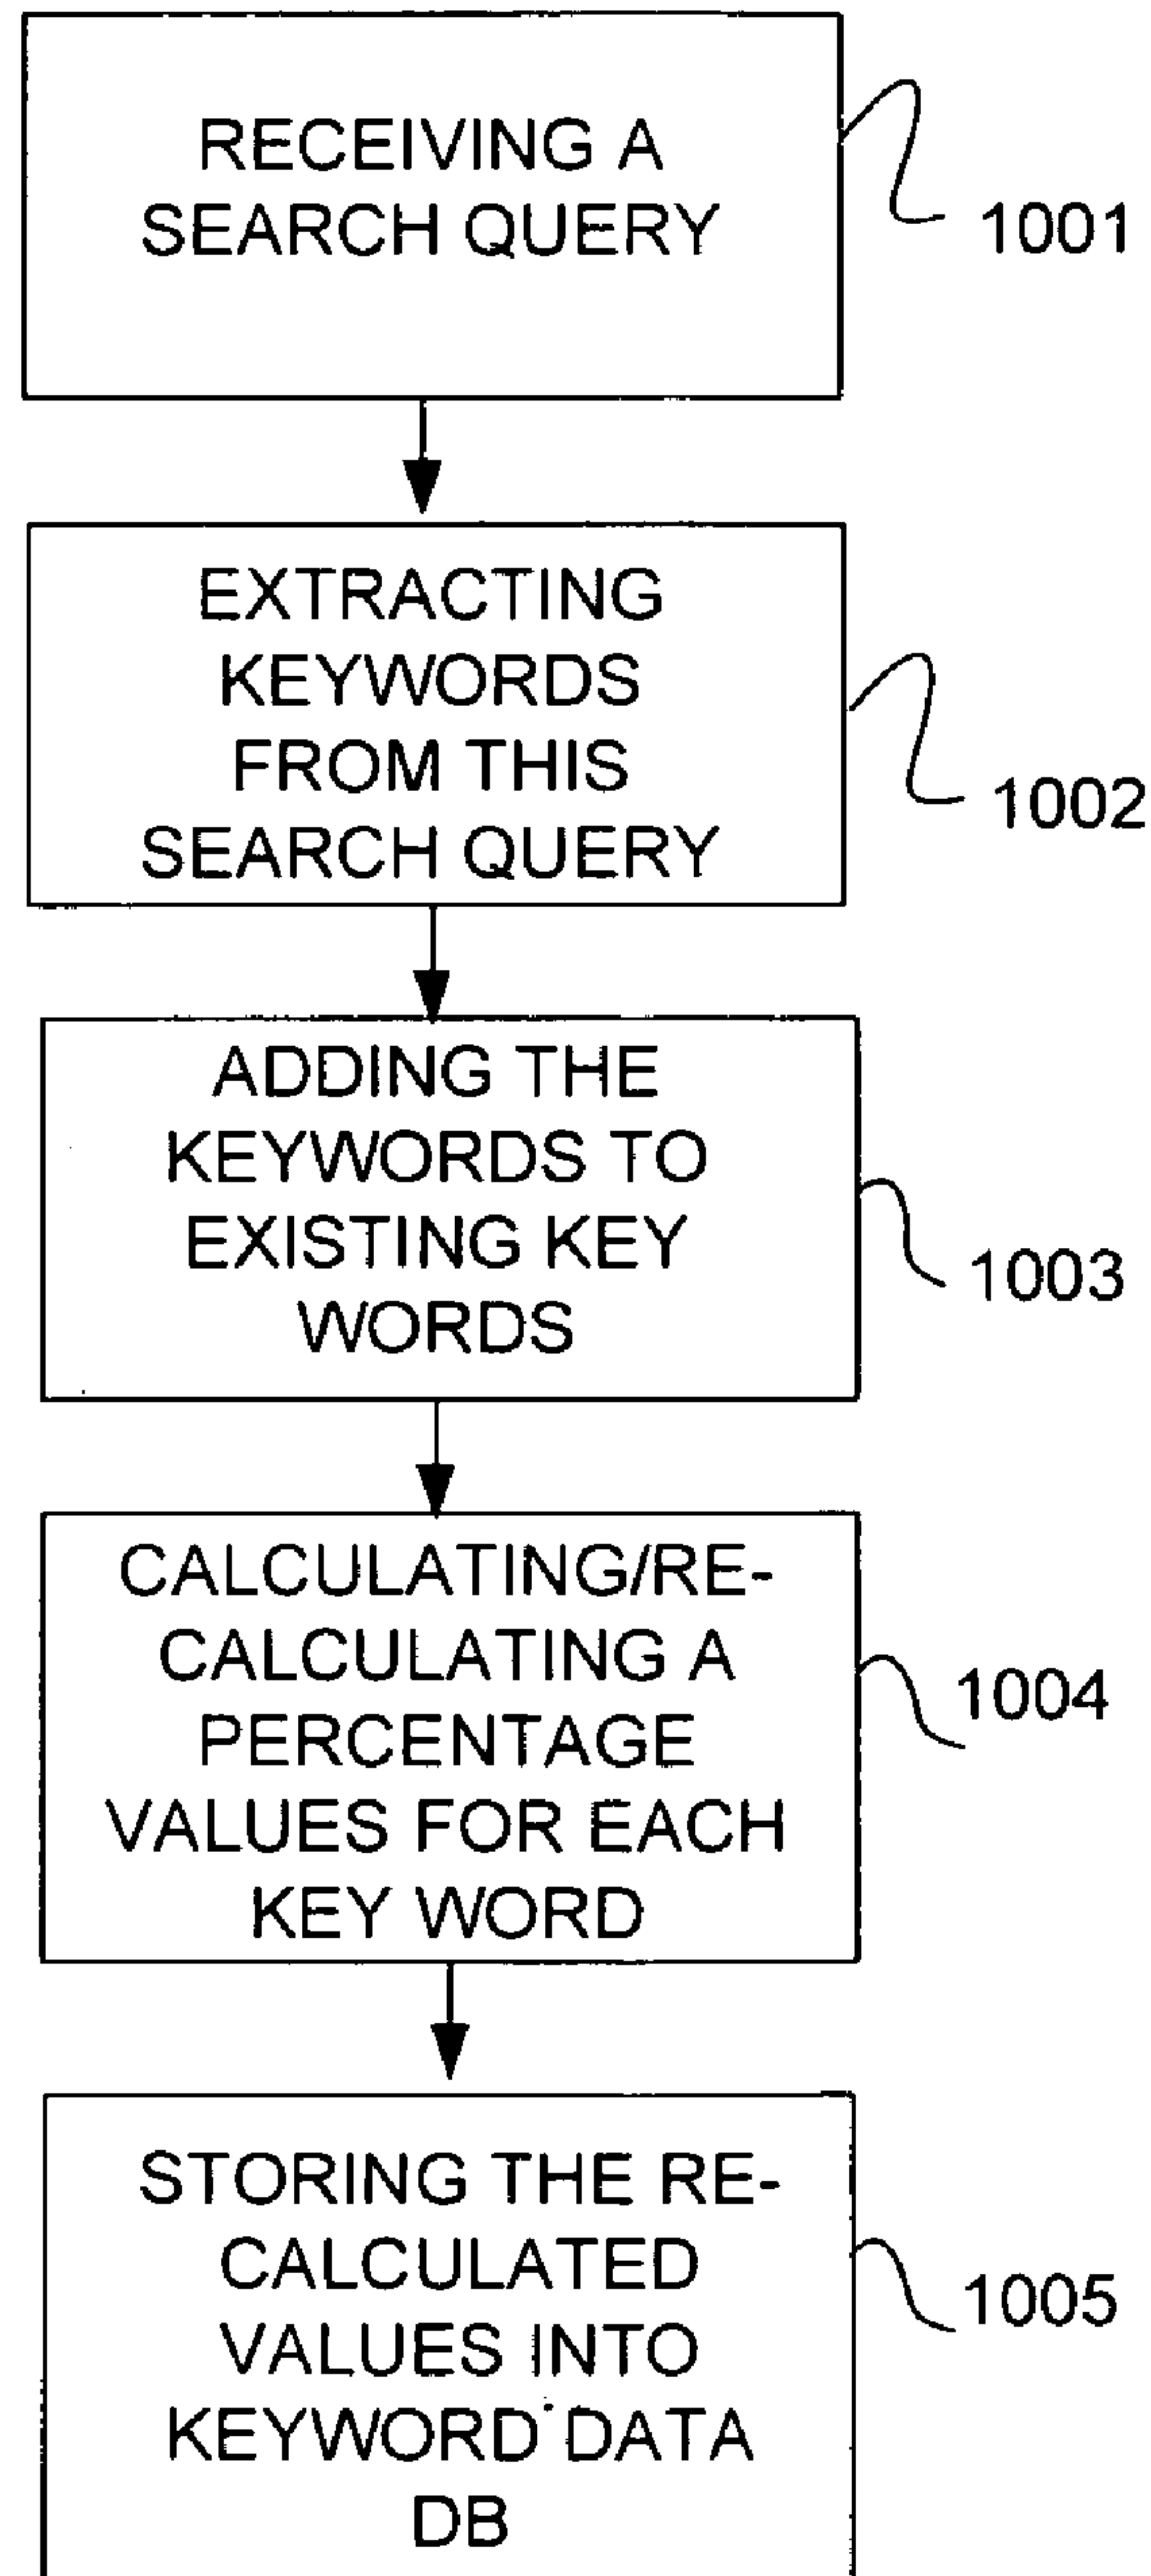 RECEIVING A
SEARCH QUERY
1001
EXTRACTING
KEYWORDS
FROM THIS
SEARCH QUERY
1002
ADDING THE
KEYWORDS TO
EXISTING KEY
WORDS
1003
CALCULATING/RE-
CALCULATING A
PERCENTAGE
VALUES FOR EACH
KEY WORD
1004
STORING THE RE-
CALCULATED
VALUES INTO
KEYWORD DATA
DB
1005